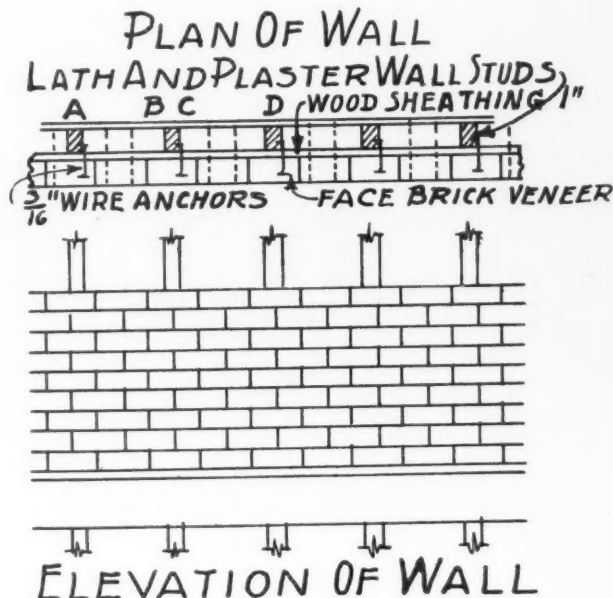 PLAN OF WALL
LATH AND PLASTER WALL STUDS
A B C D WOOD SHEATHING 1"
3/16" WIRE ANCHORS FACE BRICK VENEER
ELEVATION OF WALL